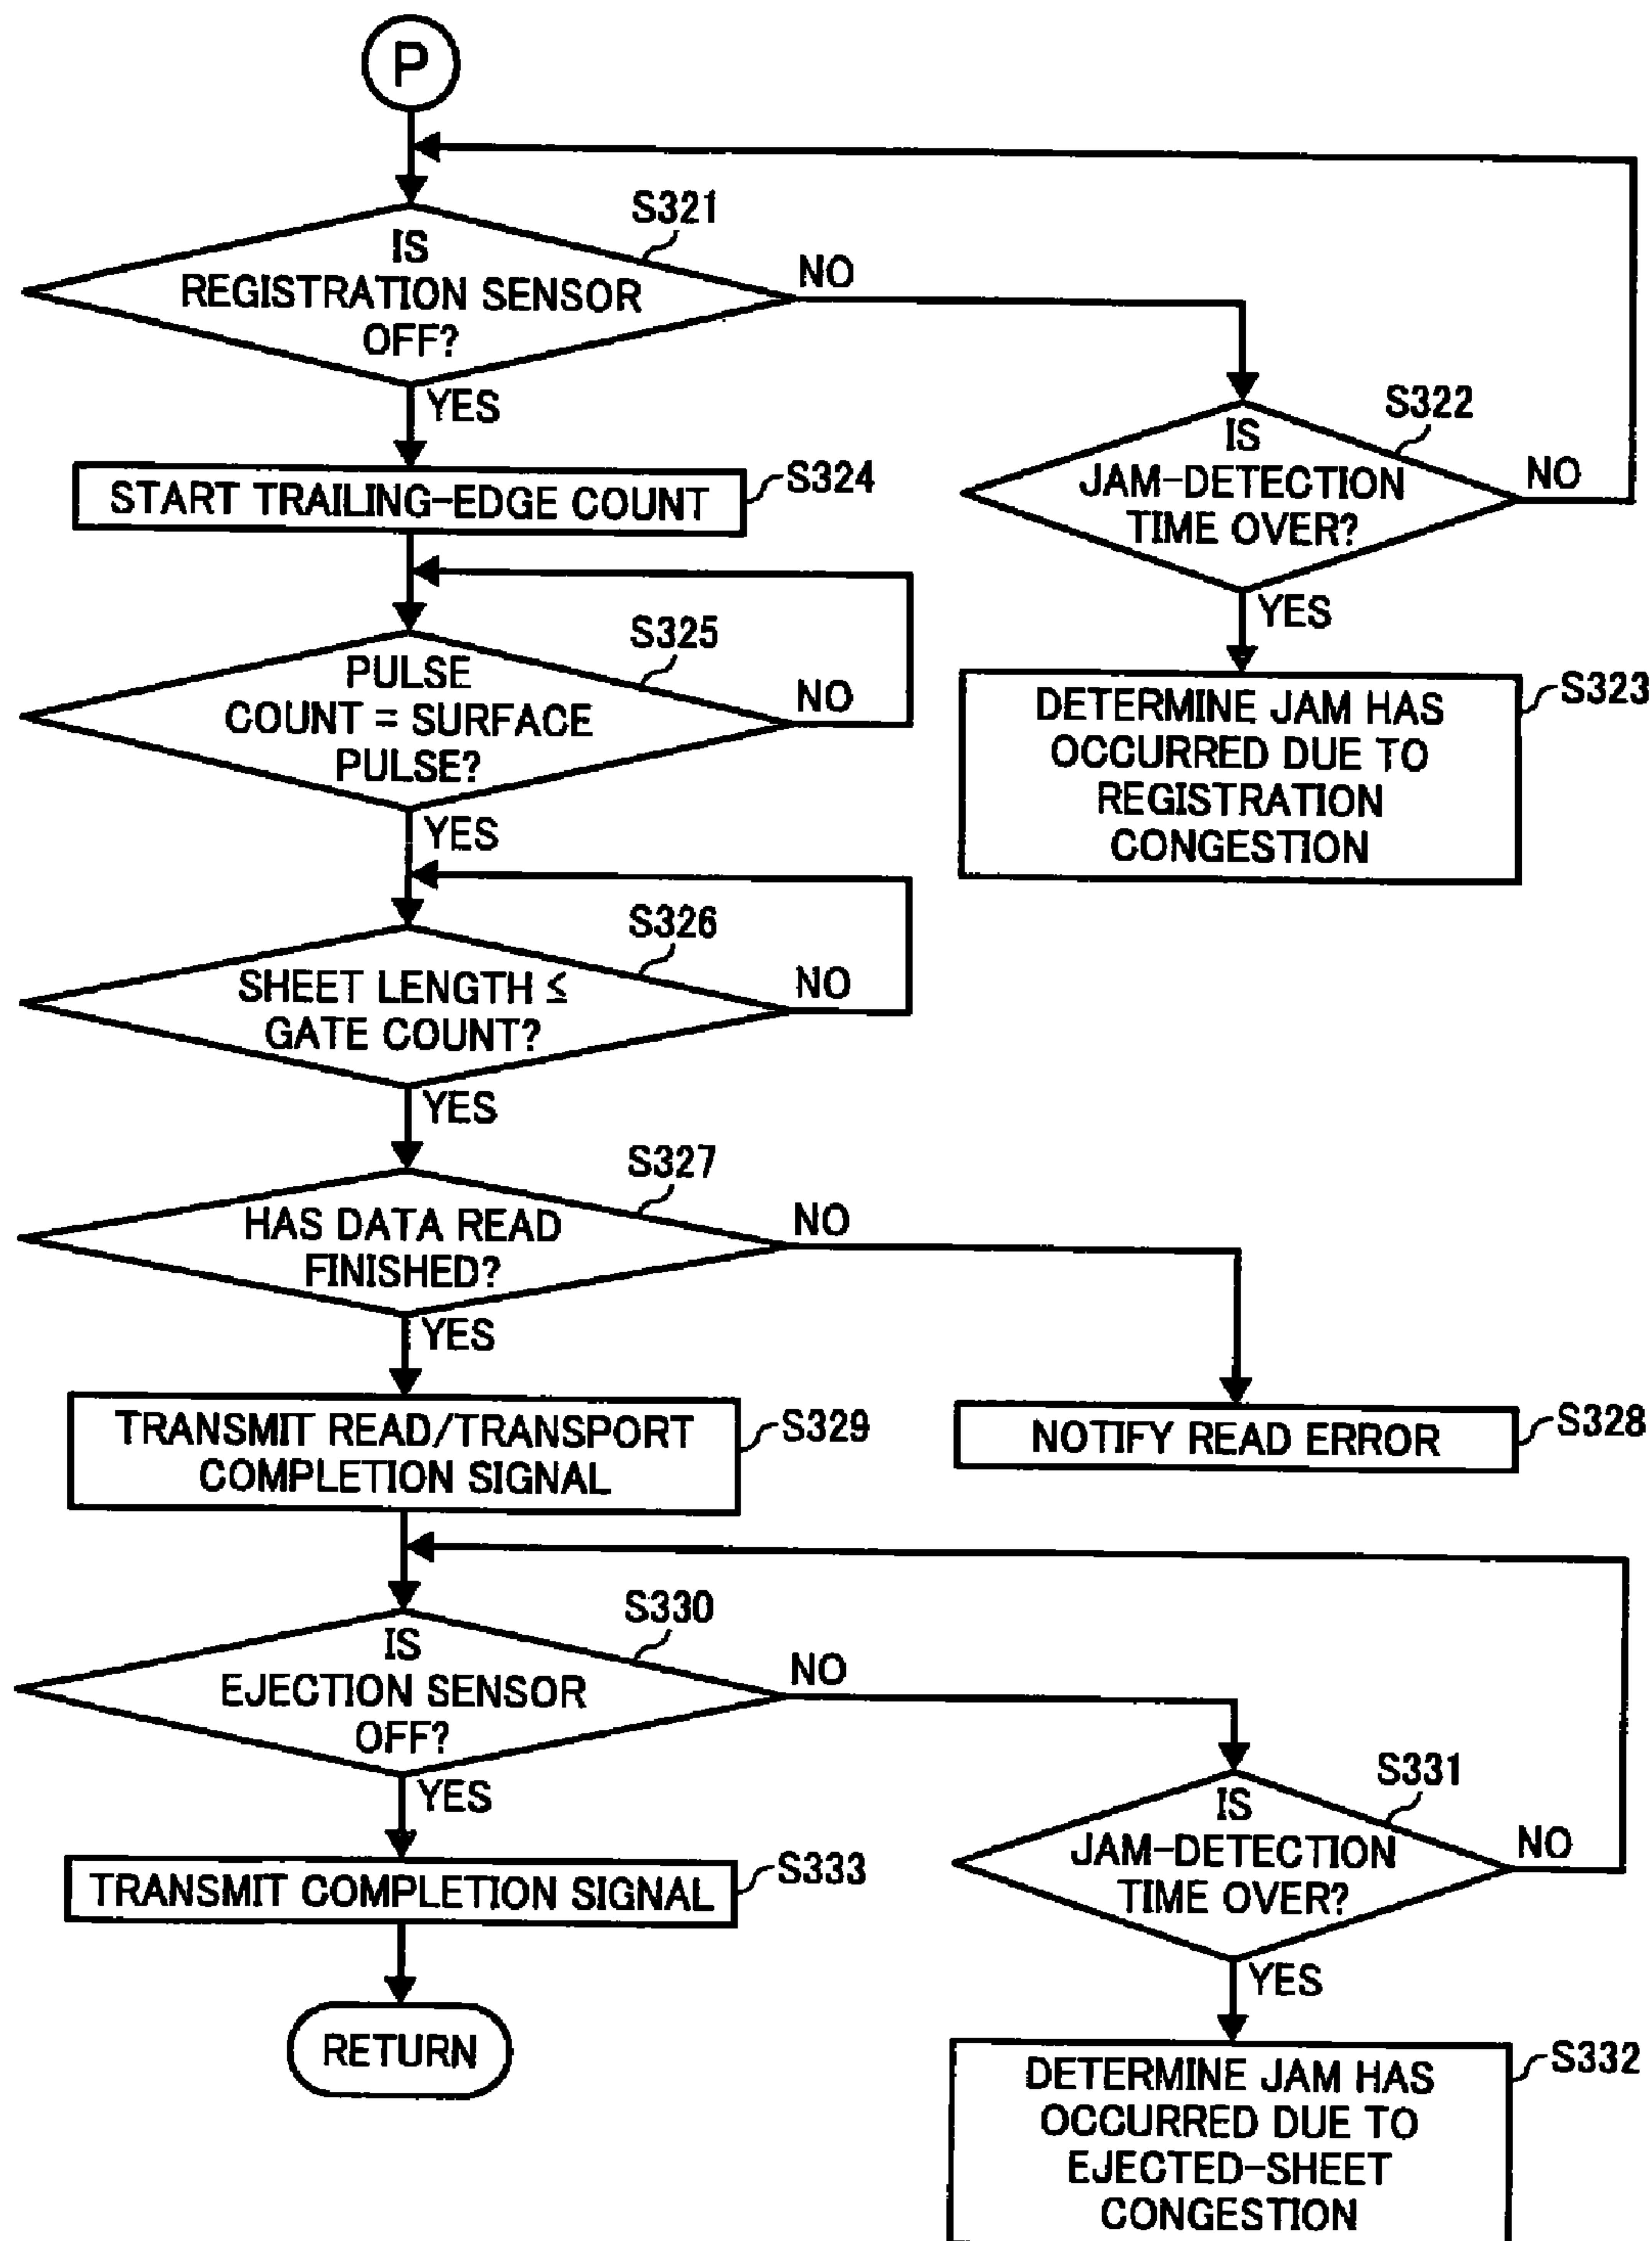 P
S321
IS
REGISTRATION SENSOR
OFF?
NO
YES
S322
IS
JAM-DETECTION
TIME OVER?
NO
YES
S323
DETERMINE JAM HAS
OCCURRED DUE TO
REGISTRATION
CONGESTION
S324
START TRAILING-EDGE COUNT
S325
PULSE
COUNT = SURFACE
PULSE?
NO
YES
S326
SHEET LENGTH ≤
GATE COUNT?
NO
YES
S327
HAS DATA READ
FINISHED?
NO
YES
S328
NOTIFY READ ERROR
S329
TRANSMIT READ/TRANSPORT
COMPLETION SIGNAL
S330
IS
EJECTION SENSOR
OFF?
NO
YES
S331
IS
JAM-DETECTION
TIME OVER?
NO
YES
S332
DETERMINE JAM HAS
OCCURRED DUE TO
EJECTED-SHEET
CONGESTION
S333
TRANSMIT COMPLETION SIGNAL
RETURN